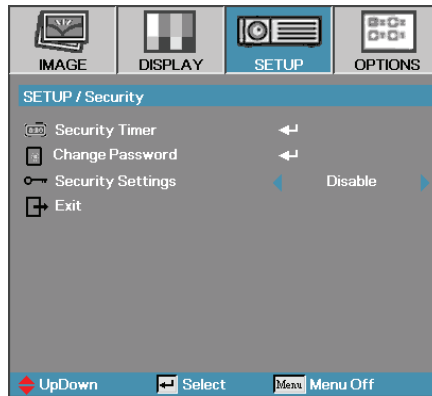 IMAGE DISPLAY SETUP OPTIONS
SETUP / Security
Security Timer
Change Password
Security Settings Disable
Exit
UpDown Select Menu Menu Off